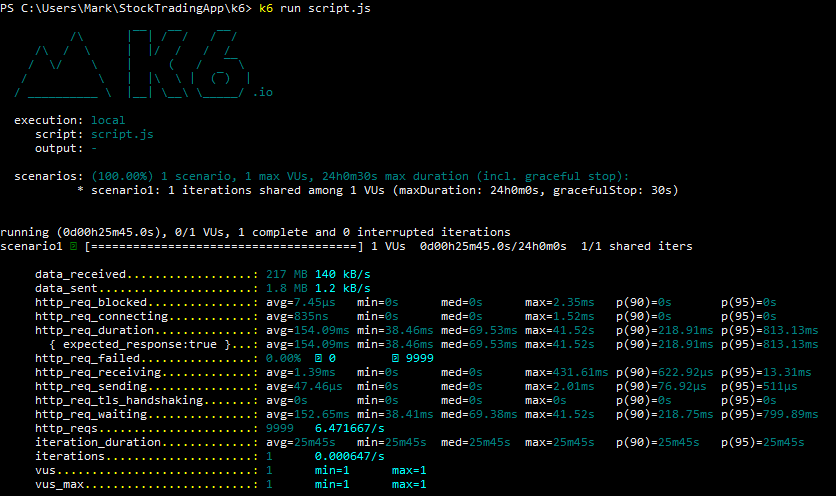 PS C:\Users\Mark\StockTradingApp\k6> k6 run script.js
.io
execution: local
script: script.js
output: -
scenarios: (100.00%) 1 scenario, 1 max VUs, 24h0m30s max duration (incl. graceful stop):
* scenario1: 1 iterations shared among 1 VUs (maxDuration: 24h0m0s, gracefulStop: 30s)
running (0d00h25m45.0s), 0/1 VUs, 1 complete and 0 interrupted iterations
scenario1 [======================================] 1 VUs 0d00h25m45.0s/24h0m0s 1/1 shared iters
data_received..................: 217 MB 140 kB/s
data_sent......................: 1.8 MB 1.2 kB/s
http_req_blocked...............: avg=7.45µs min=0s med=0s max=2.35ms p(90)=0s p(95)=0s
http_req_connecting............: avg=835ns min=0s med=0s max=1.52ms p(90)=0s p(95)=0s
http_req_duration..............: avg=154.09ms min=38.46ms med=69.53ms max=41.52s p(90)=218.91ms p(95)=813.13ms
{ expected_response:true }...: avg=154.09ms min=38.46ms med=69.53ms max=41.52s p(90)=218.91ms p(95)=813.13ms
http_req_failed................: 0.00% 0 9999
http_req_receiving.............: avg=1.39ms min=0s med=0s max=431.61ms p(90)=622.92µs p(95)=13.31ms
http_req_sending...............: avg=47.46µs min=0s med=0s max=2.01ms p(90)=76.92µs p(95)=511µs
http_req_tls_handshaking.......: avg=0s min=0s med=0s max=0s p(90)=0s p(95)=0s
http_req_waiting...............: avg=152.65ms min=38.41ms med=69.38ms max=41.52s p(90)=218.75ms p(95)=799.89ms
http_reqs......................: 9999 6.471667/s
iteration_duration.............: avg=25m45s min=25m45s med=25m45s max=25m45s p(90)=25m45s p(95)=25m45s
iterations.....................: 1 0.000647/s
vus............................: 1 min=1 max=1
vus_max........................: 1 min=1 max=1